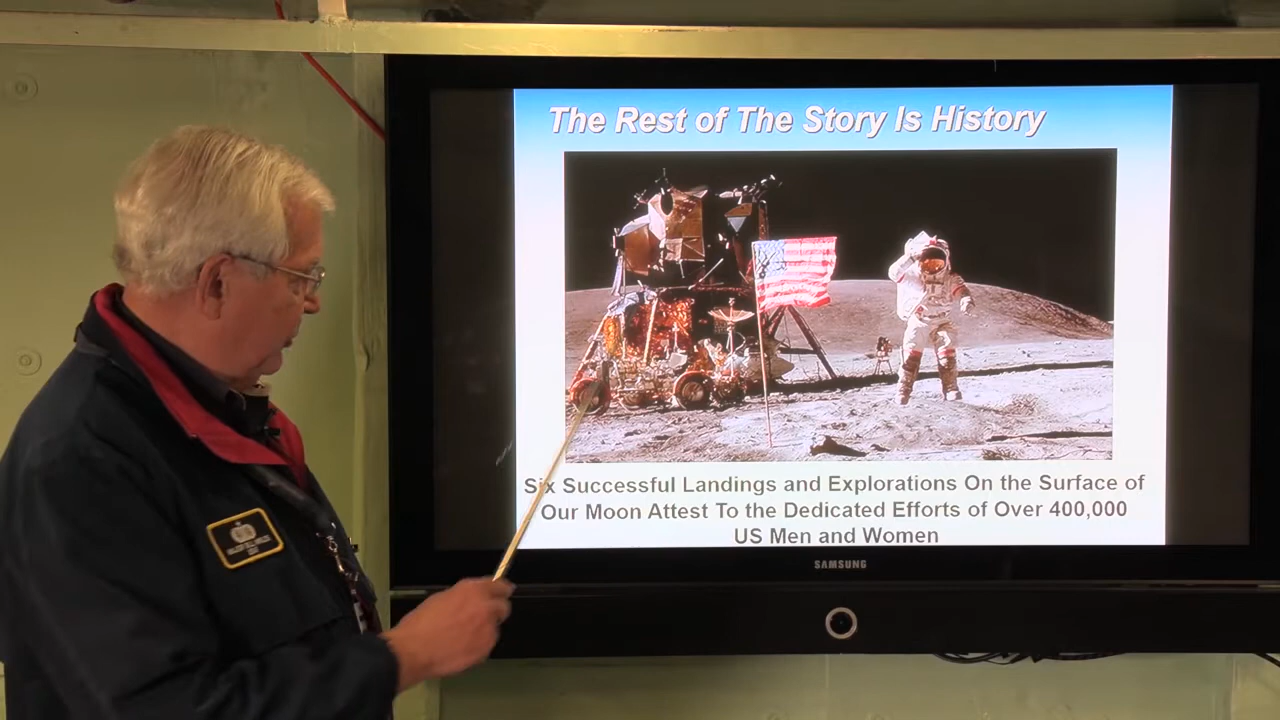 The Rest of The Story Is History
Six Successful Landings and Explorations On the Surface of
Our Moon Attest To the Dedicated Efforts of Over 400,000
US Men and Women
SAMSUNG